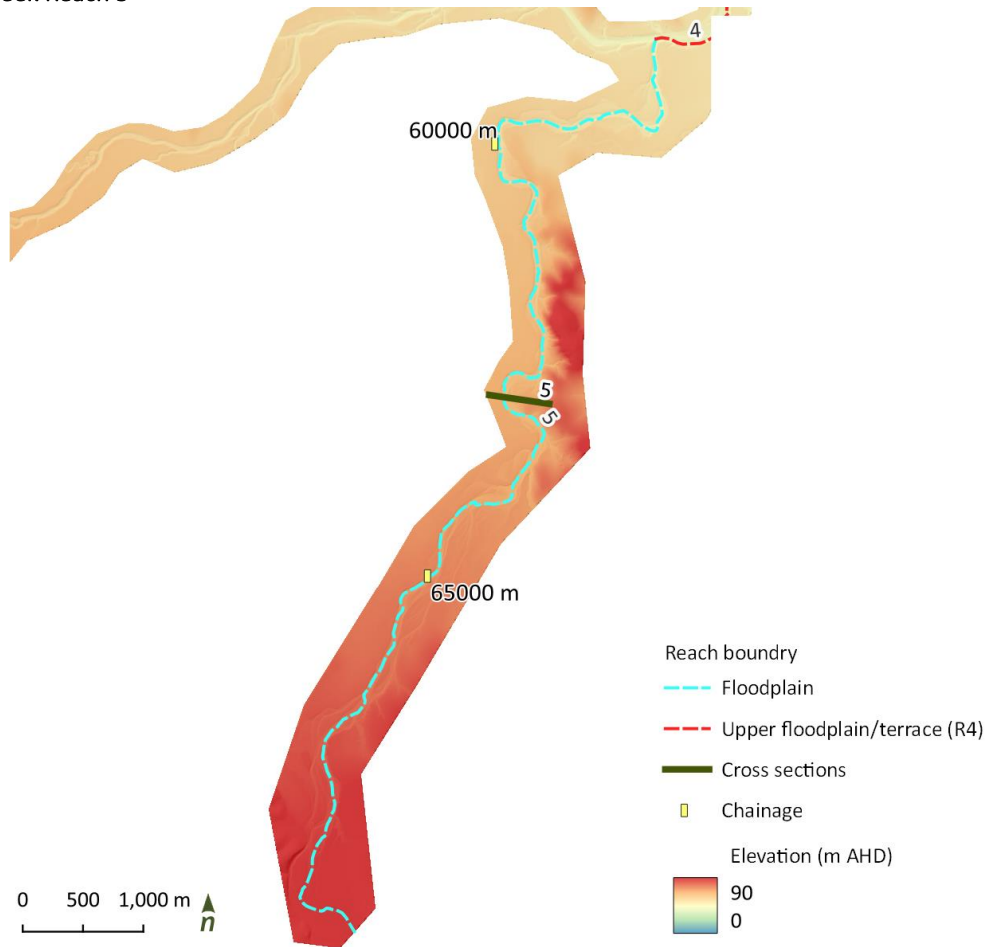 4
60000 m
5
5
65000 m
Reach boundry
Floodplain
Upper floodplain/terrace (R4)
Cross sections
Chainage
Elevation (m AHD)
90
0
0 500 1,000 m
n